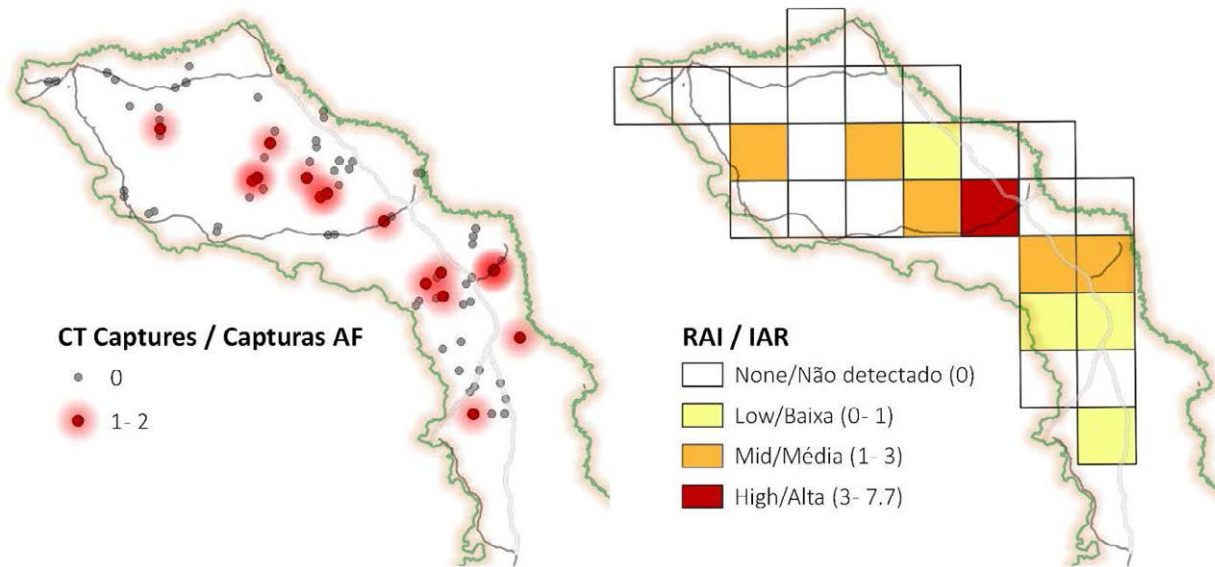 CT Captures / Capturas AF
0
1- 2
RAI / IAR
None/Não detectado (0)
Low/Baixa (0- 1)
Mid/Média (1- 3)
High/Alta (3- 7.7)